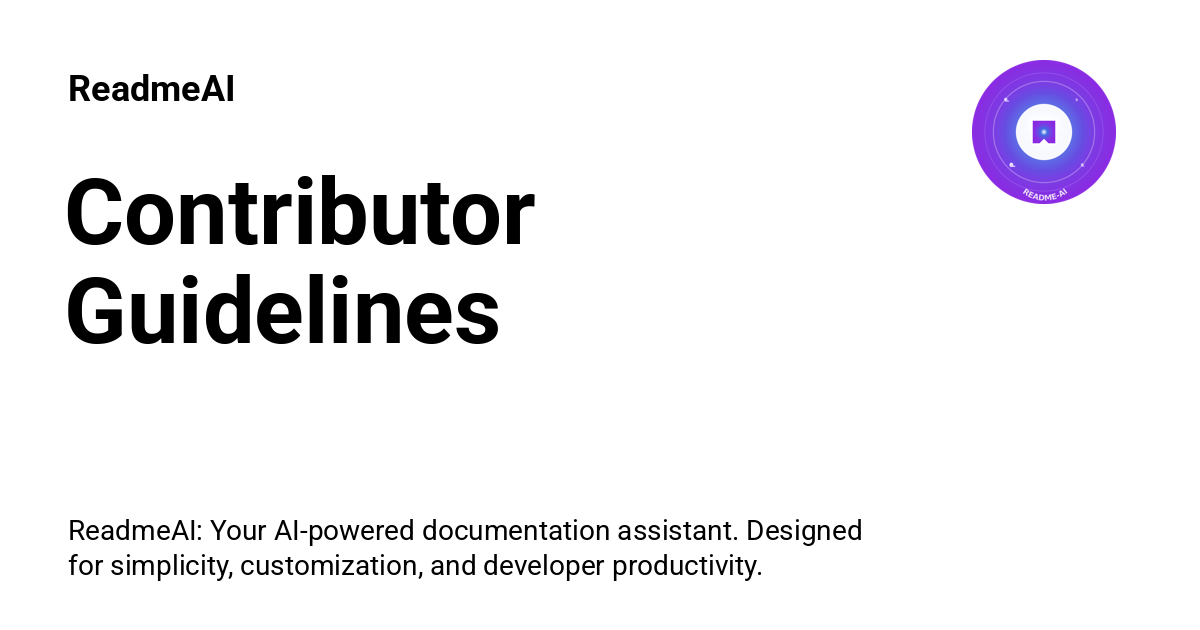 ReadmeAI
README-AI
Contributor
Guidelines
ReadmeAI: Your AI-powered documentation assistant. Designed
for simplicity, customization, and developer productivity.